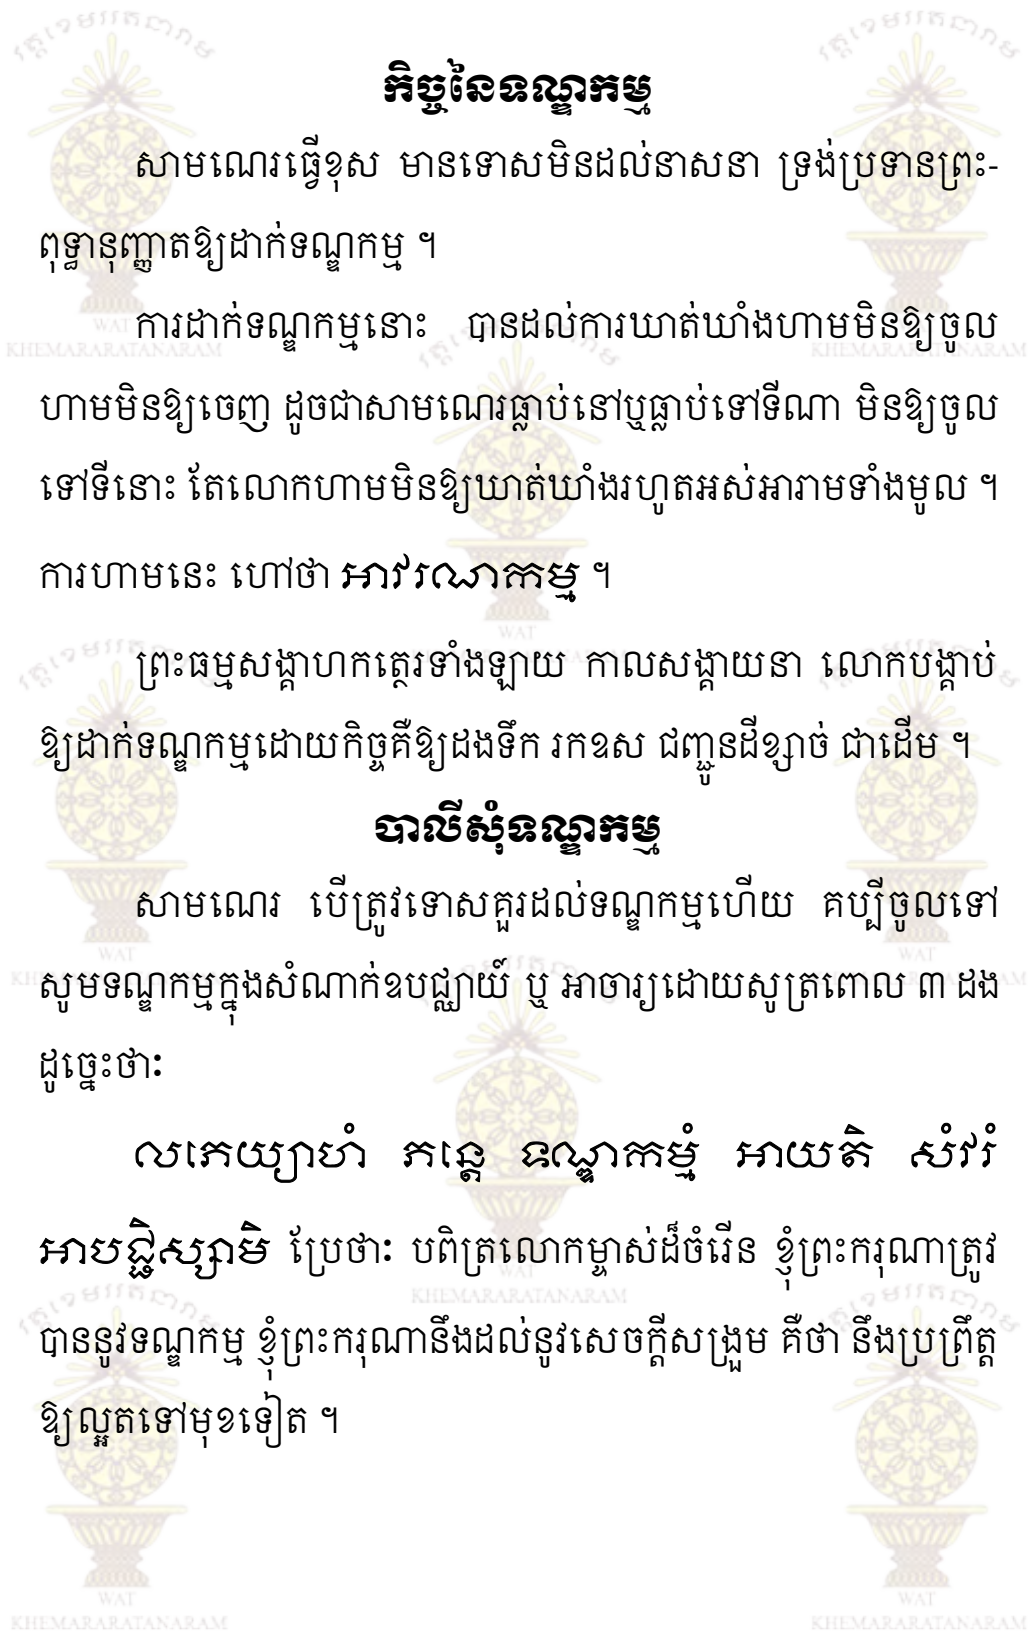 កិច្ចនៃទណ្ឌកម្ម
សាមណេរធ្វើខុស មានទោសមិនដល់នាសនា ទ្រង់ប្រទានព្រះ-
ពុទ្ធានុញ្ញាតឱ្យដាក់ទណ្ឌកម្ម ។
ការដាក់ទណ្ឌកម្មនោះ បានដល់ការឃាត់ឃាំងហាមមិនឱ្យចូល
ហាមមិនឱ្យចេញ ដូចជាសាមណេរធ្លាប់នៅឬធ្លាប់ទៅទីណា មិនឱ្យចូល
ទៅទីនោះ តែលោកហាមមិនឱ្យឃាត់ឃាំងរហូតអស់អារាមទាំងមូល ។
ការហាមនេះ ហៅថា អាវរណកម្ម ។
ព្រះធម្មសង្គាហកត្ថេរទាំងឡាយ កាលសង្គាយនា លោកបង្គាប់
ឱ្យដាក់ទណ្ឌកម្មដោយកិច្ចគឺឱ្យដងទឹក រកឧស ជញ្ជូនដីខ្សាច់ ជាដើម ។
បាលីសុំទណ្ឌកម្ម
សាមណេរ បើត្រូវទោសគួរដល់ទណ្ឌកម្មហើយ គប្បីចូលទៅ
សូមទណ្ឌកម្មក្នុងសំណាក់ឧបជ្ឈាយ៍ ឬ អាចារ្យដោយសូត្រពោល ៣ ដង
ដូច្នេះថាៈ
លភេយ្យាហំ ភន្តេ ទណ្ឌកម្មំ អាយតិ សំវរំ
អាបជ្ជិស្សាមិ ប្រែថាៈ បពិត្រលោកម្ចាស់ដ៏ចំរើន ខ្ញុំព្រះករុណាត្រូវ
បាននូវទណ្ឌកម្ម ខ្ញុំព្រះករុណានឹងដល់នូវសេចក្តីសង្រួម គឺថា នឹងប្រព្រឹត្ត
ឱ្យល្អតទៅមុខទៀត ។
WAT
KHEMARARATANARAM